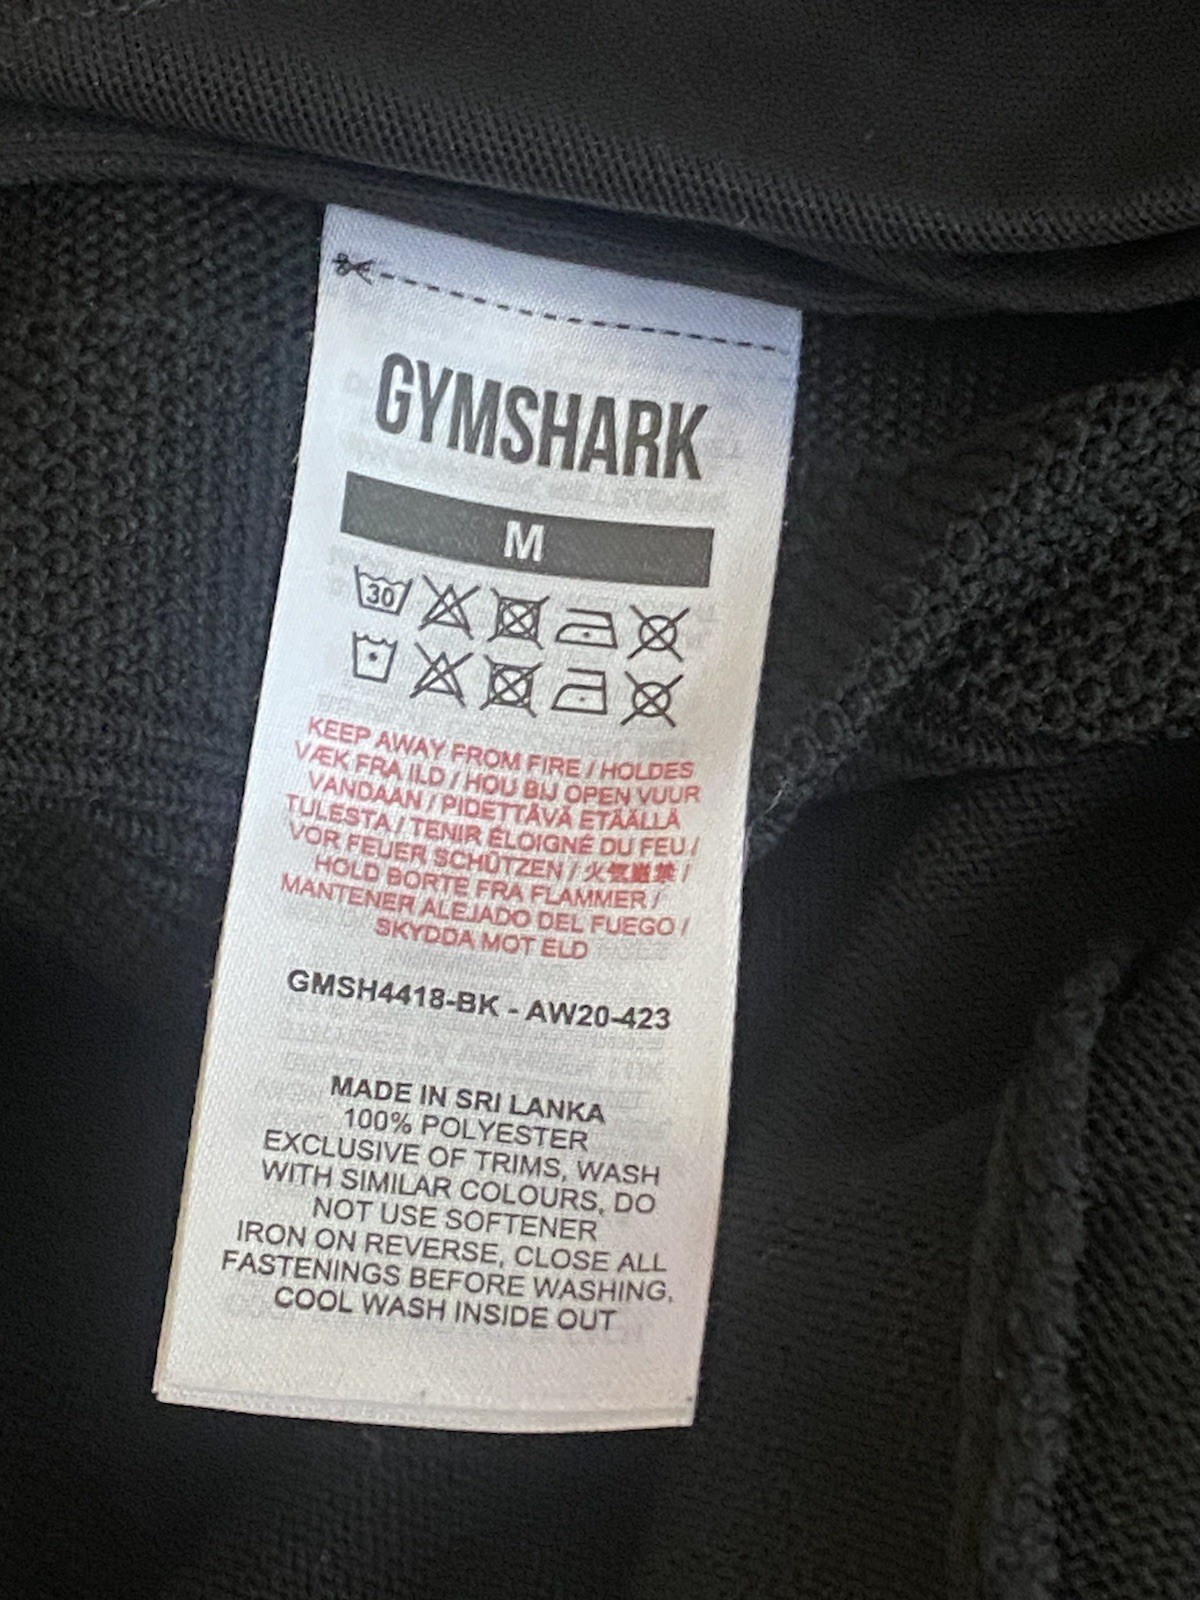 GYMSHARK
M
30
KEEP AWAY FROM FIRE / HOLDES
VÆK FRA ILD / HOU BIJ OPEN VUUR
VANDAAN / PIDETTÄVÄ ETÄÄLLÄ
TULESTA / TENIR ÉLOIGNÉ DU FEU /
VOR FEUER SCHÜTZEN / 火気厳禁 /
HOLD BORTE FRA FLAMMER /
MANTENER ALEJADO DEL FUEGO /
SKYDDA MOT ELD
GMSH4418-BK - AW20-423
MADE IN SRI LANKA
100% POLYESTER
EXCLUSIVE OF TRIMS, WASH
WITH SIMILAR COLOURS, DO
NOT USE SOFTENER
IRON ON REVERSE, CLOSE ALL
FASTENINGS BEFORE WASHING,
COOL WASH INSIDE OUT